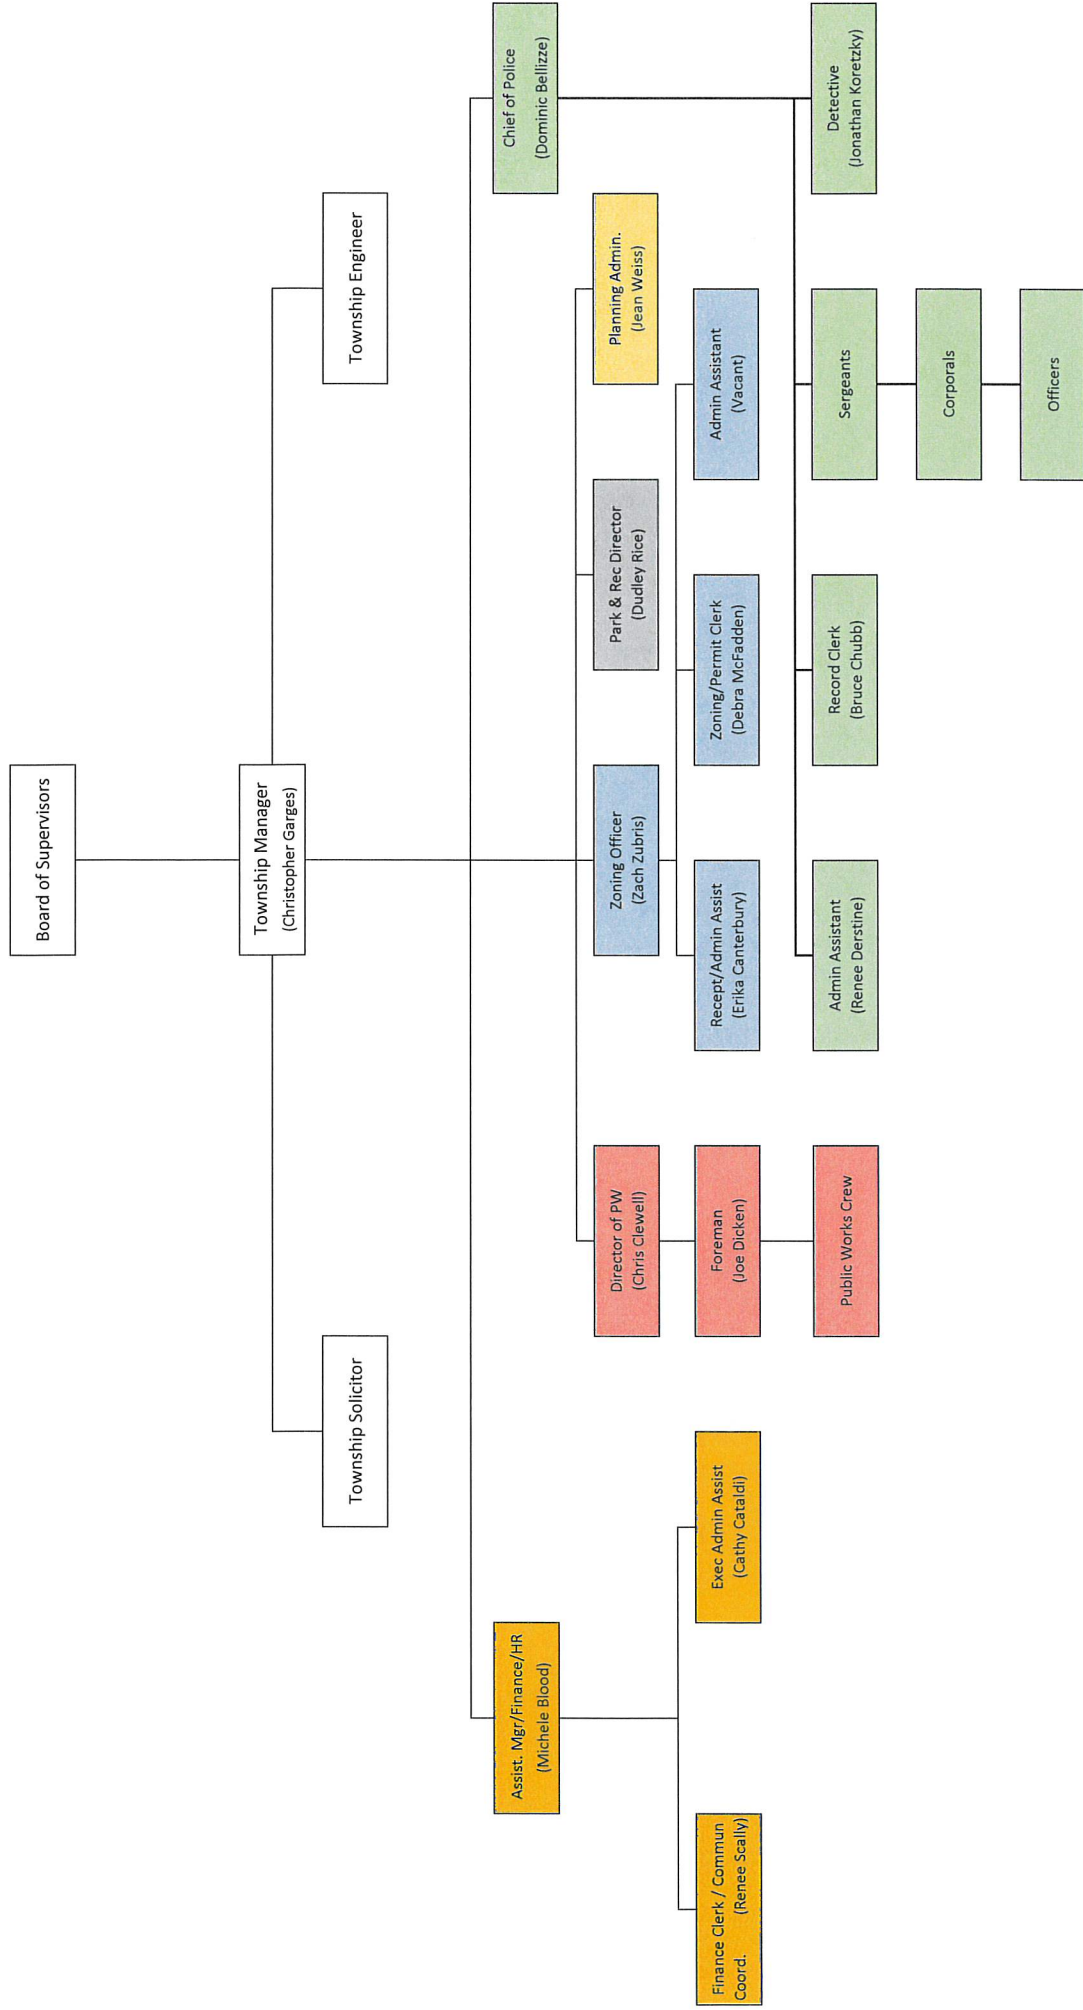 Board of Supervisors
Township Manager
(Christopher Garges)
Township Solicitor
Township Engineer
Assist. Mgr/Finance/HR
(Michele Blood)
Chief of Police
(Dominic Bellizze)
Director of PW
(Chris Clewell)
Zoning Officer
(Zach Zubris)
Park & Rec Director
(Dudley Rice)
Planning Admin.
(Jean Weiss)
Finance Clerk / Commun
Coord. (Renee Scally)
Exec Admin Assist
(Cathy Cataldi)
Foreman
(Joe Dicken)
Recept/Admin Assist
(Erika Canterbury)
Zoning/Permit Clerk
(Debra McFadden)
Admin Assistant
(Vacant)
Public Works Crew
Admin Assistant
(Renee Derstine)
Record Clerk
(Bruce Chubb)
Sergeants
Detective
(Jonathan Koretzky)
Corporals
Officers